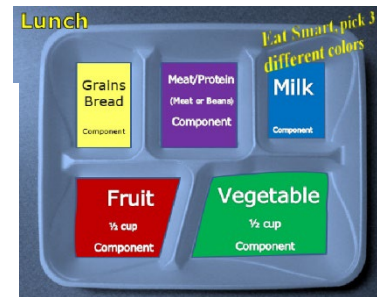 Lunch
Eat Smart, pick 3
different colors
Grains
Bread
Component
Meat/Protein
(Meat or Beans)
Component
Milk
Component
Fruit
½ cup
Component
Vegetable
½ cup
Component